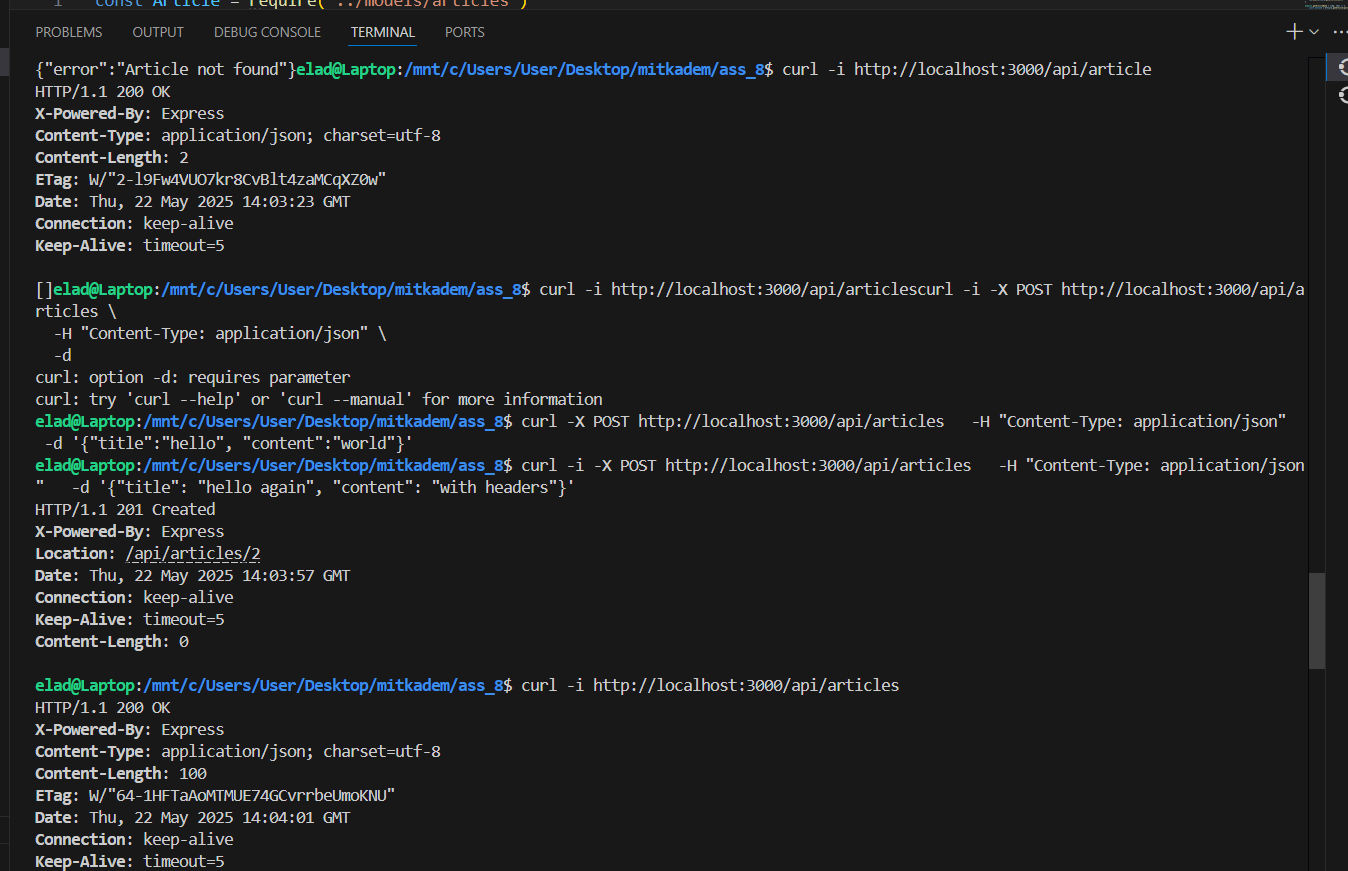 1 const Article = require('../models/articles')
PROBLEMS OUTPUT DEBUG CONSOLE TERMINAL PORTS
{"error":"Article not found"}elad@Laptop:/mnt/c/Users/User/Desktop/mitkadem/ass_8$ curl -i http://localhost:3000/api/article
HTTP/1.1 200 OK
X-Powered-By: Express
Content-Type: application/json; charset=utf-8
Content-Length: 2
ETag: W/"2-l9Fw4VUO7kr8CvBlt4zaMCqXZ0w"
Date: Thu, 22 May 2025 14:03:23 GMT
Connection: keep-alive
Keep-Alive: timeout=5
[]elad@Laptop:/mnt/c/Users/User/Desktop/mitkadem/ass_8$ curl -i http://localhost:3000/api/articlescurl -i -X POST http://localhost:3000/api/a
rticles \
  -H "Content-Type: application/json" \
  -d
curl: option -d: requires parameter
curl: try 'curl --help' or 'curl --manual' for more information
elad@Laptop:/mnt/c/Users/User/Desktop/mitkadem/ass_8$ curl -X POST http://localhost:3000/api/articles   -H "Content-Type: application/json"
 -d '{"title":"hello", "content":"world"}'
elad@Laptop:/mnt/c/Users/User/Desktop/mitkadem/ass_8$ curl -i -X POST http://localhost:3000/api/articles   -H "Content-Type: application/json
"   -d '{"title": "hello again", "content": "with headers"}'
HTTP/1.1 201 Created
X-Powered-By: Express
Location: /api/articles/2
Date: Thu, 22 May 2025 14:03:57 GMT
Connection: keep-alive
Keep-Alive: timeout=5
Content-Length: 0
elad@Laptop:/mnt/c/Users/User/Desktop/mitkadem/ass_8$ curl -i http://localhost:3000/api/articles
HTTP/1.1 200 OK
X-Powered-By: Express
Content-Type: application/json; charset=utf-8
Content-Length: 100
ETag: W/"64-1HFTaAoMTMUE74GCvrrbeUmoKNU"
Date: Thu, 22 May 2025 14:04:01 GMT
Connection: keep-alive
Keep-Alive: timeout=5